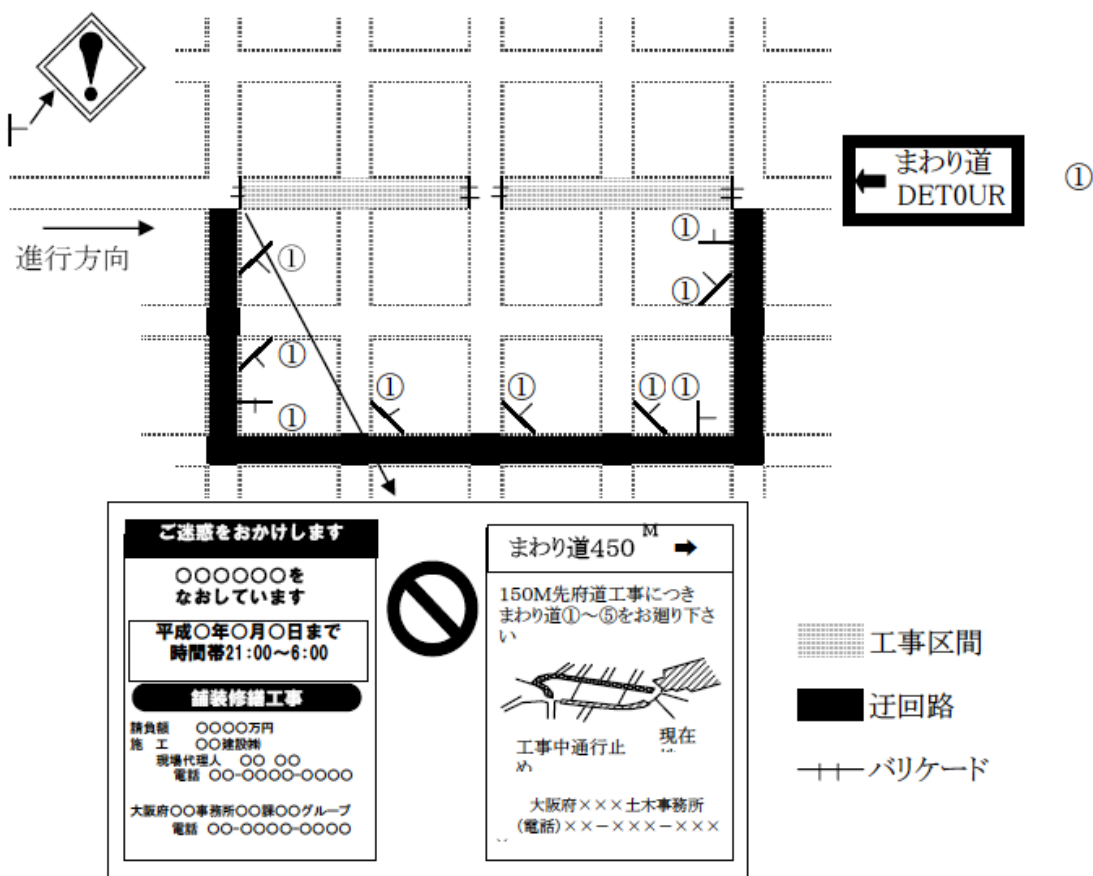 まわり道
DET0UR
①
進行方向
①
①
①
①
①
①
①
①
①
ご迷惑をおかけします
〇〇〇〇〇〇を
なおしています
平成〇年〇月〇日まで
時間帯21:00～6:00
舗装修繕工事
請負額 〇〇〇〇万円
施 工 〇〇建設㈱
現場代理人 〇〇 〇〇
電話 〇〇-〇〇〇〇-〇〇〇〇
大阪府〇〇事務所〇〇課〇〇グループ
電話 〇〇-〇〇〇〇-〇〇〇〇
まわり道450 M ➡
150M先府道工事につき
まわり道①～⑤をお廻り下さ
い
現在
工事中通行止
め
大阪府×××土木事務所
(電話)××－×××－×××
工事区間
迂回路
バリケード